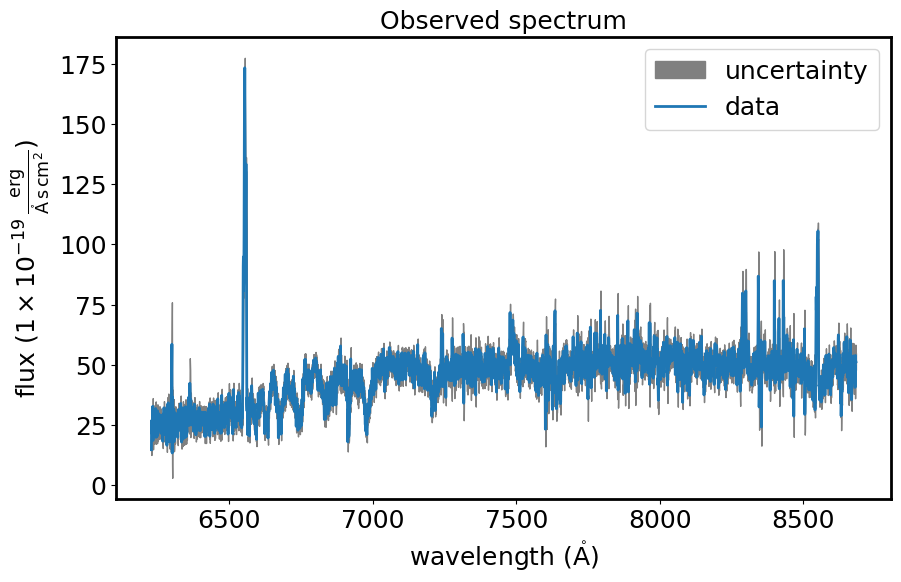 Observed spectrum
flux (1 × 10⁻¹⁹ erg / Å s cm²)
175
150
125
100
75
50
25
0
uncertainty
data
6500 7000 7500 8000 8500
wavelength (Å)